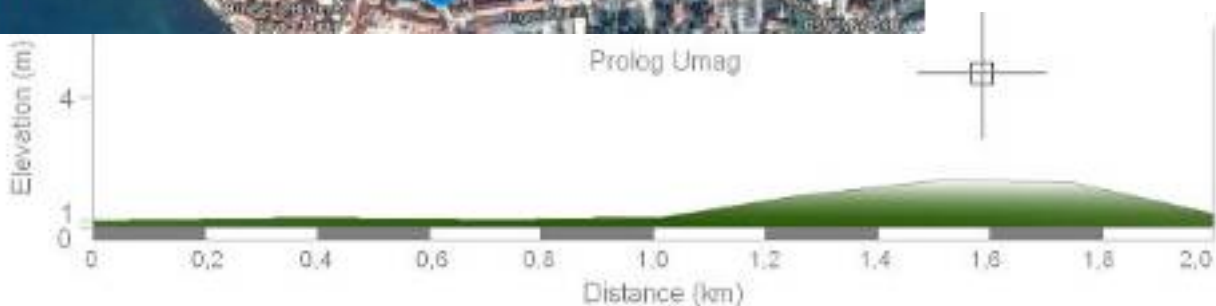 Prolog Umag
Elevation (m)
4
1
0
0 0,2 0,4 0,6 0,8 1,0 1,2 1,4 1,6 1,8 2,0
Distance (km)